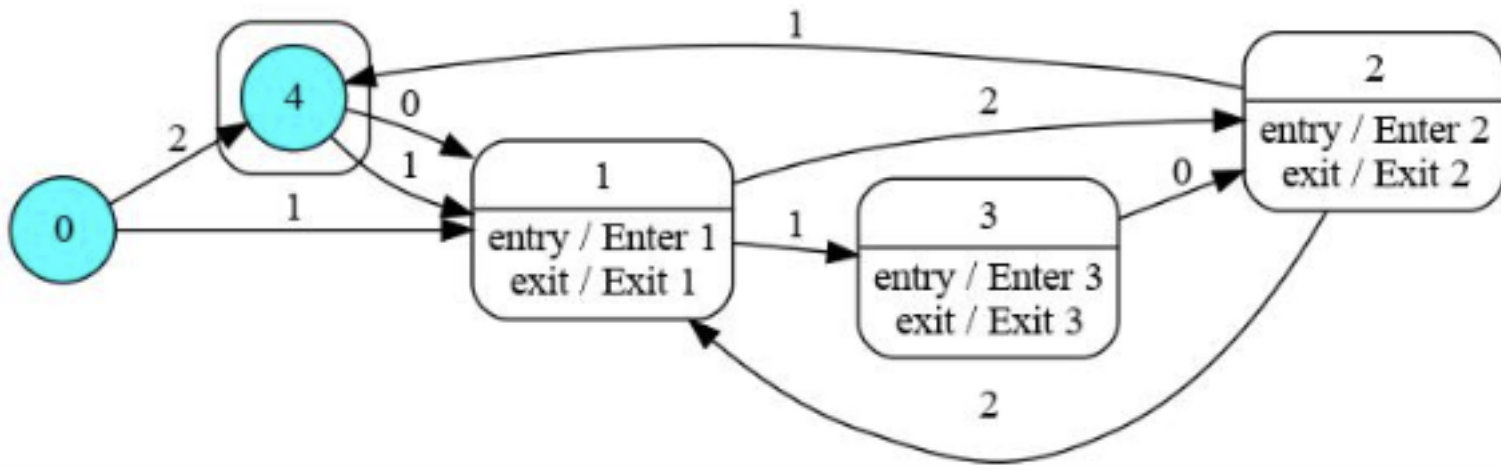 1
2
4
0
2
entry / Enter 2
exit / Exit 2
2
1
1
entry / Enter 1
exit / Exit 1
0
1
1
3
entry / Enter 3
exit / Exit 3
0
2